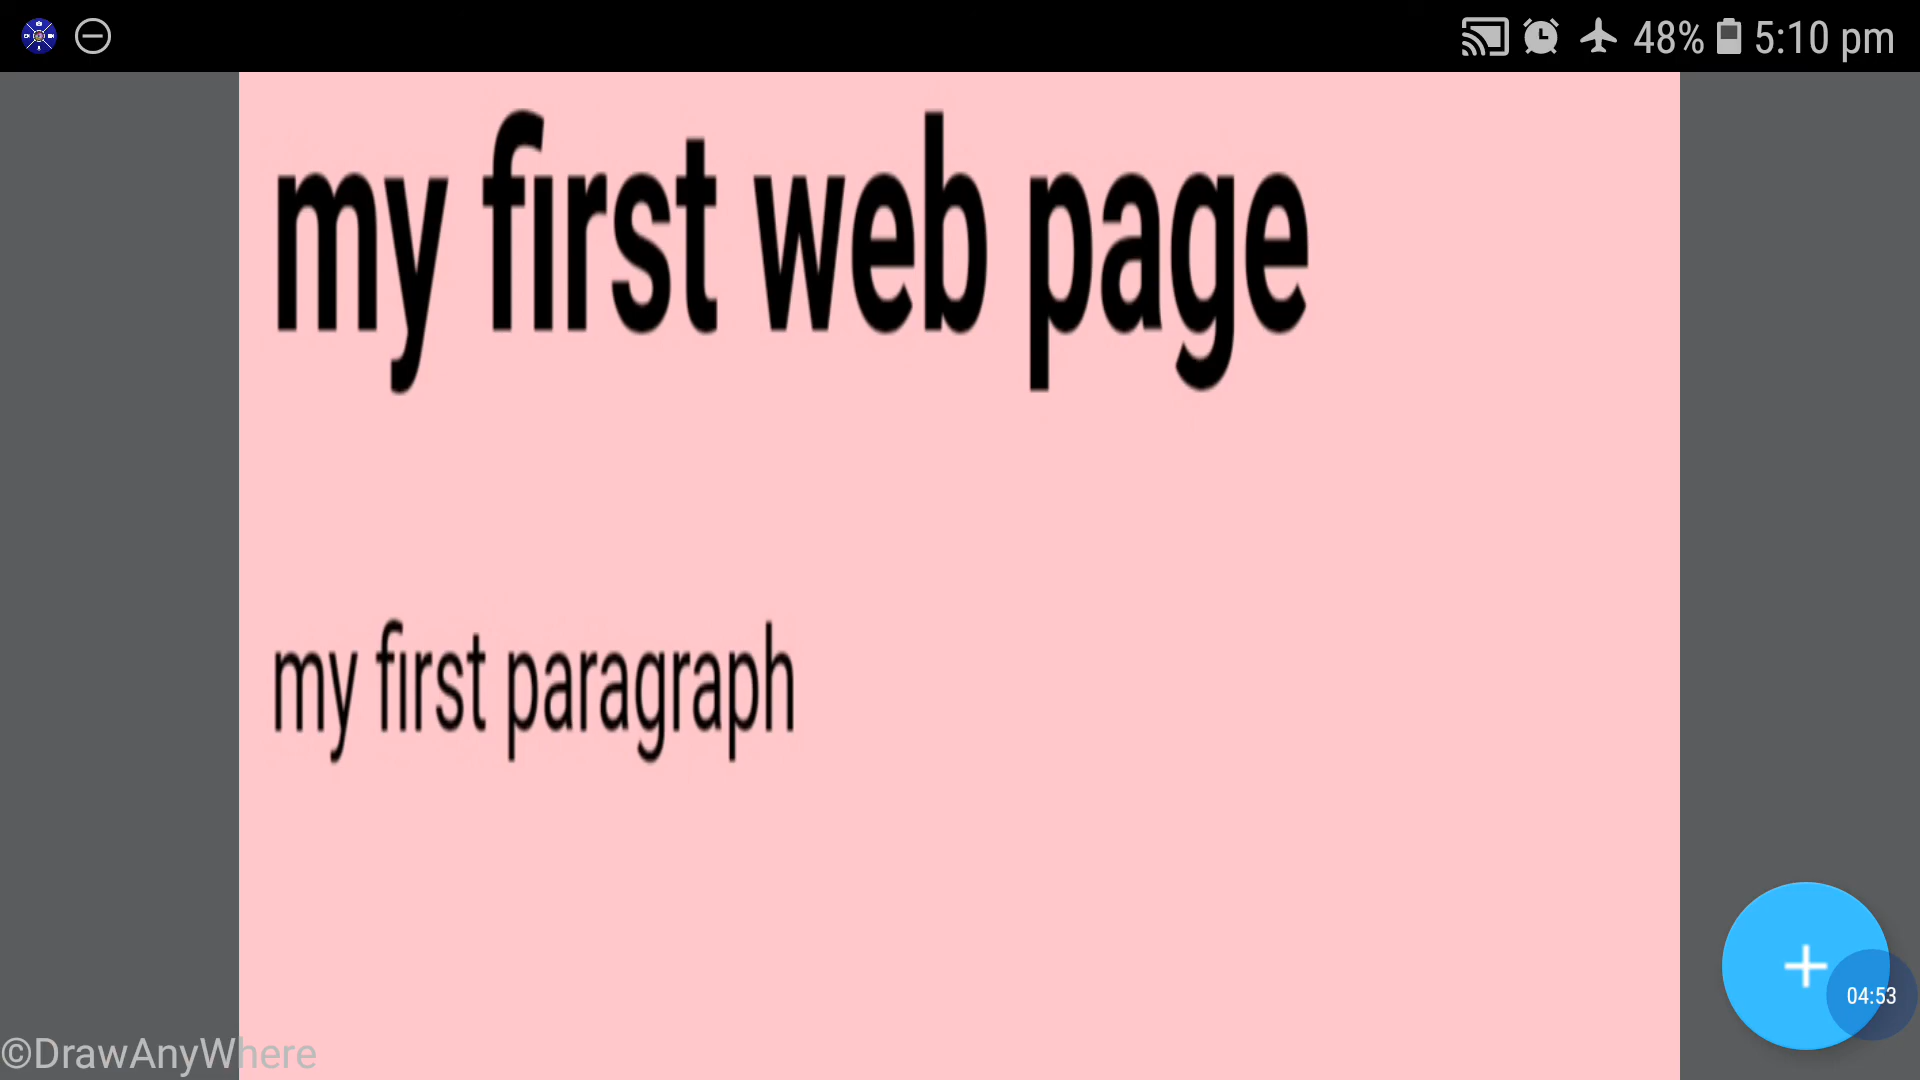 48% 5:10 pm
my first web page
my first paragraph
04:53
©DrawAnyWhere